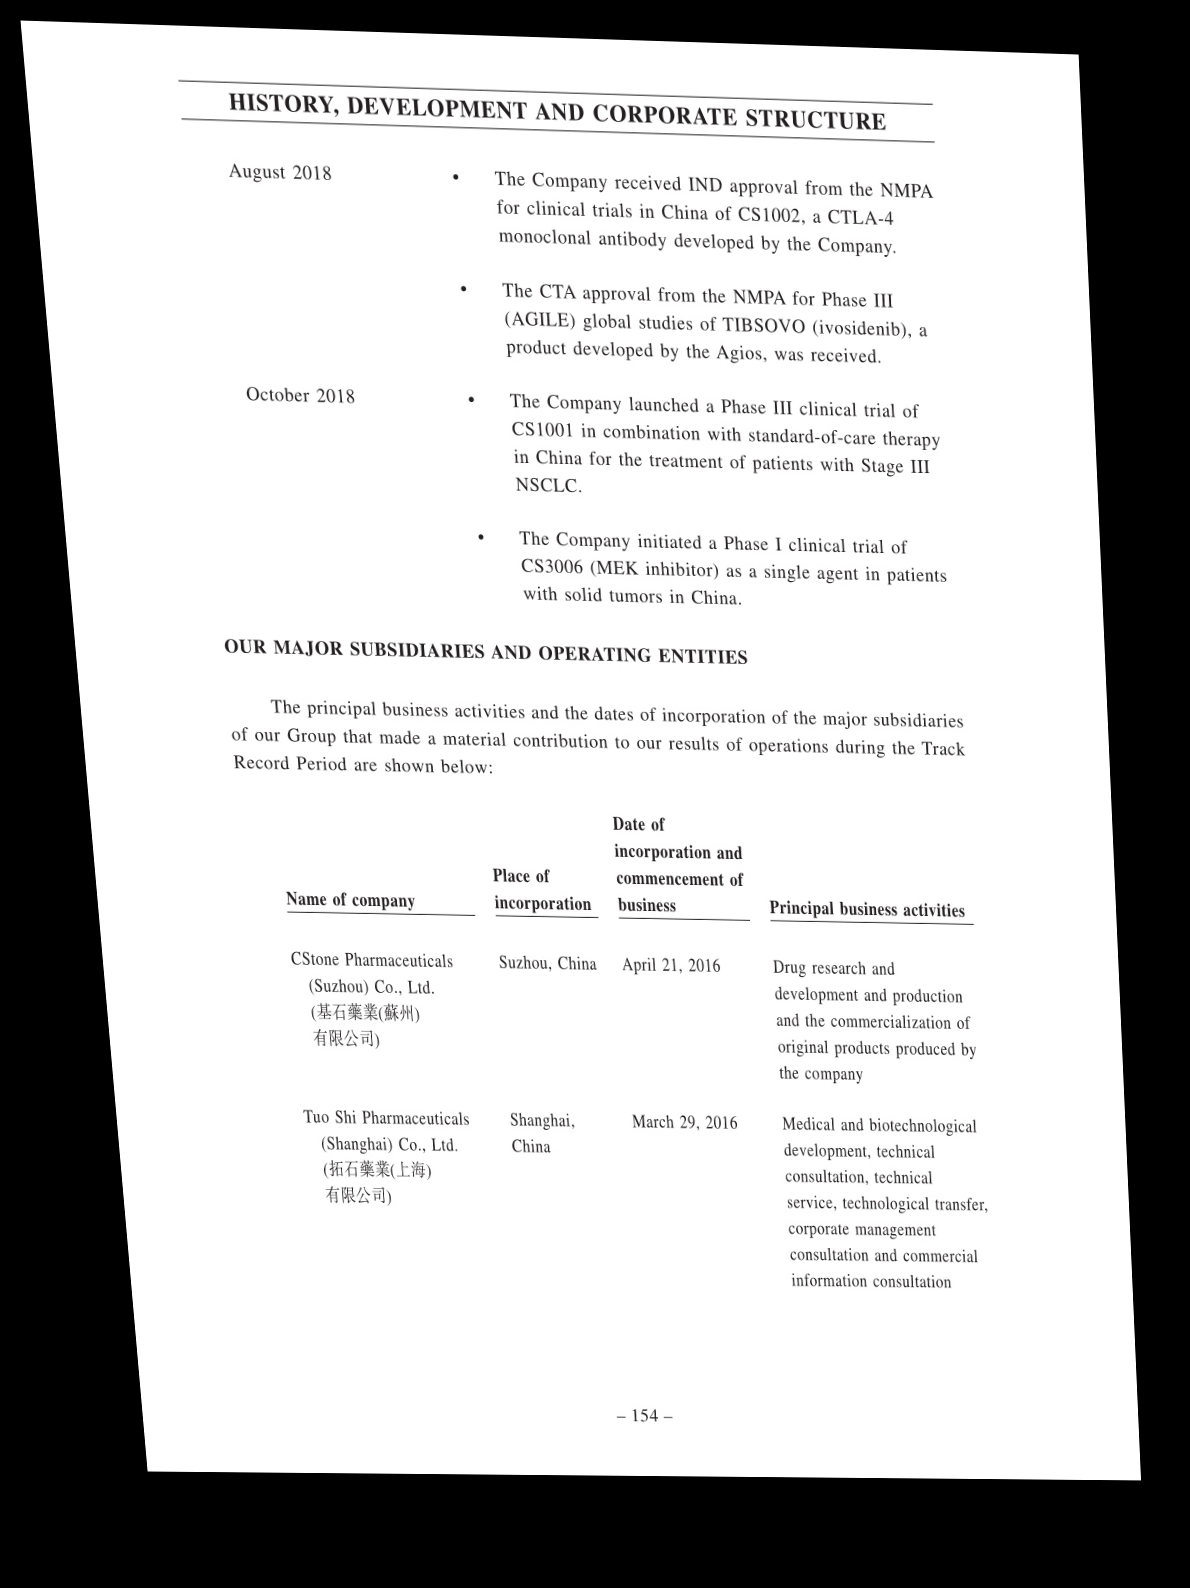 HISTORY, DEVELOPMENT AND CORPORATE STRUCTURE
August 2018
• The Company received IND approval from the NMPA
for clinical trials in China of CS1002, a CTLA-4
monoclonal antibody developed by the Company.
• The CTA approval from the NMPA for Phase III
(AGILE) global studies of TIBSOVO (ivosidenib), a
product developed by the Agios, was received.
October 2018
• The Company launched a Phase III clinical trial of
CS1001 in combination with standard-of-care therapy
in China for the treatment of patients with Stage III
NSCLC.
• The Company initiated a Phase I clinical trial of
CS3006 (MEK inhibitor) as a single agent in patients
with solid tumors in China.
OUR MAJOR SUBSIDIARIES AND OPERATING ENTITIES
The principal business activities and the dates of incorporation of the major subsidiaries
of our Group that made a material contribution to our results of operations during the Track
Record Period are shown below:
Name of company
Place of
incorporation
Date of
incorporation and
commencement of
business
Principal business activities
CStone Pharmaceuticals
(Suzhou) Co., Ltd.
(基石藥業(蘇州)
有限公司)
Suzhou, China
April 21, 2016
Drug research and
development and production
and the commercialization of
original products produced by
the company
Tuo Shi Pharmaceuticals
(Shanghai) Co., Ltd.
(拓石藥業(上海)
有限公司)
Shanghai,
China
March 29, 2016
Medical and biotechnological
development, technical
consultation, technical
service, technological transfer,
corporate management
consultation and commercial
information consultation
– 154 –